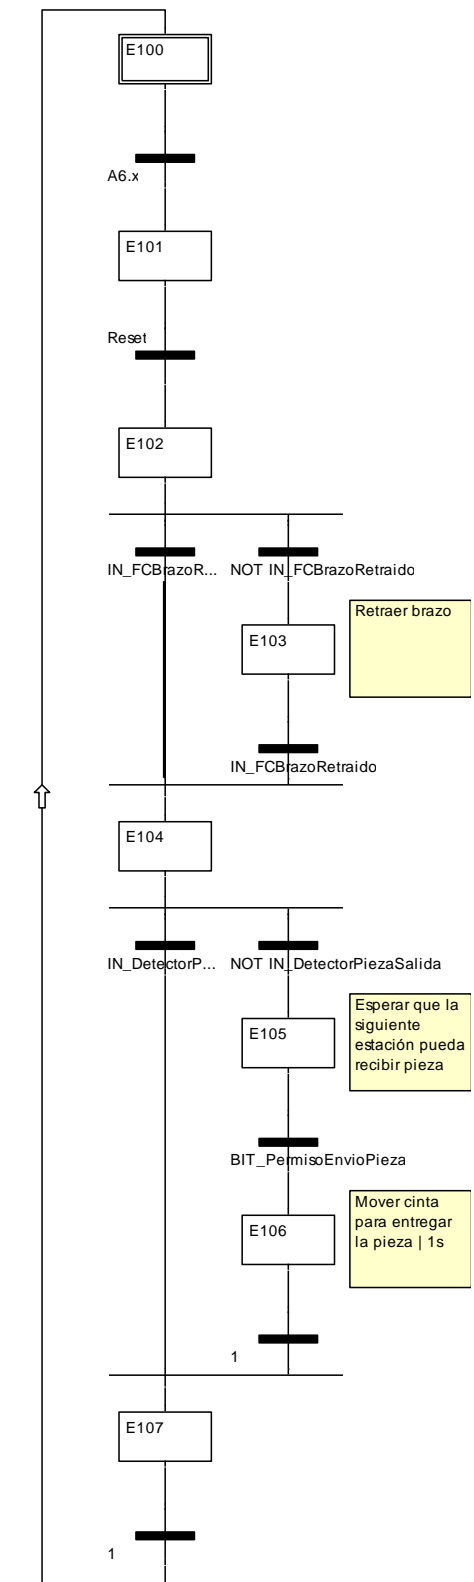 E100
A6.x
E101
Reset
E102
IN_FCBrazoR... NOT IN_FCBrazoRetraido
E103
Retraer brazo
IN_FCBrazoRetraido
E104
IN_DetectorP... NOT IN_DetectorPiezaSalida
E105
Esperar que la
siguiente
estación pueda
recibir pieza
BIT_PermisoEnvioPieza
E106
Mover cinta
para entregar
la pieza | 1s
1
E107
1